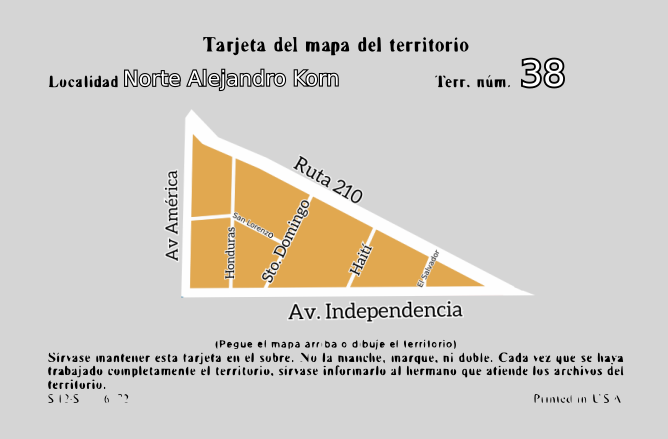 Tarjeta del mapa del territorio
Localidad Norte Alejandro Korn Terr. núm. 38
Ruta 210
Av América
San Lorenzo
Honduras
Sto. Domingo
Haití
El Salvador
Av. Independencia
(Pegue el mapa arriba o dibuje el territorio)
Sírvase mantener esta tarjeta en el sobre. No la manche, marque, ni doble. Cada vez que se haya
trabajado completamente el territorio, sírvase informarlo al hermano que atiende los archivos del
territorio.
S-12-S 6/72 Printed in U.S.A.